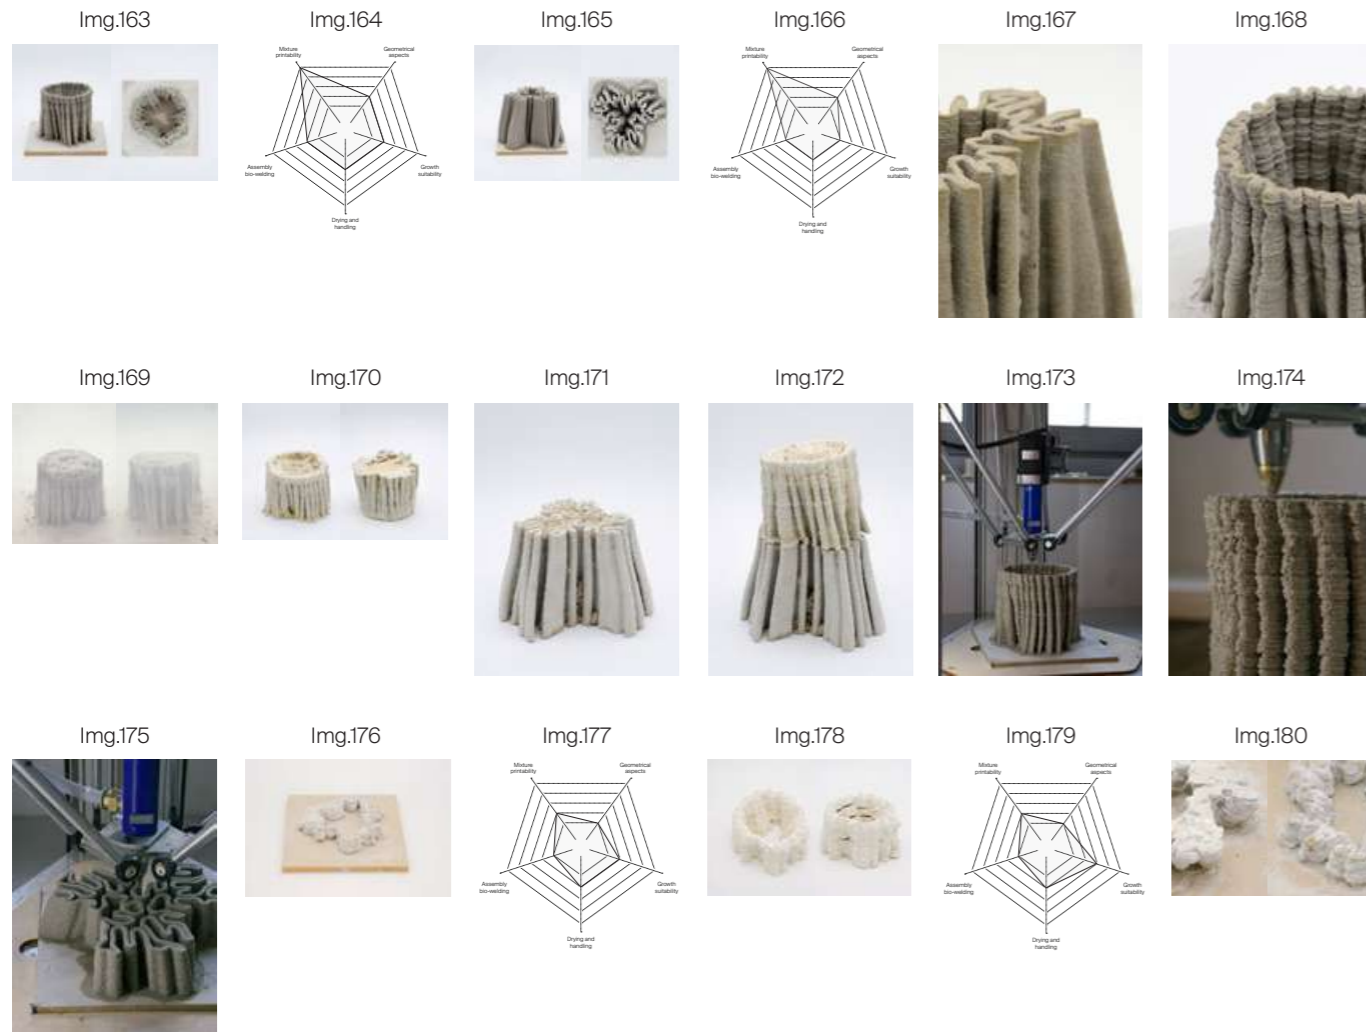 Img.163
Img.164
Img.165
Img.166
Img.167
Img.168
Mixture
printability
Geometrical
aspects
Assembly
bio-welding
Growth
suitability
Drying and
handling
Mixture
printability
Geometrical
aspects
Assembly
bio-welding
Growth
suitability
Drying and
handling
Img.169
Img.170
Img.171
Img.172
Img.173
Img.174
Img.175
Img.176
Img.177
Img.178
Img.179
Img.180
Mixture
printability
Geometrical
aspects
Assembly
bio-welding
Growth
suitability
Drying and
handling
Mixture
printability
Geometrical
aspects
Assembly
bio-welding
Growth
suitability
Drying and
handling